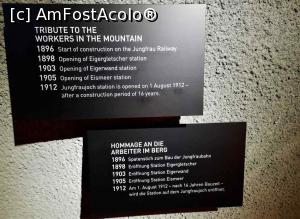 [c] AmFostAcolo®
TRIBUTE TO THE
WORKERS IN THE MOUNTAIN
1896 Start of construction on the Jungfrau Railway
1898 Opening of Eigergletscher station
1903 Opening of Eigerwand station
1905 Opening of Eismeer station
1912 Jungfraujoch station is opened on 1 August 1912 –
after a construction period of 16 years.
HOMMAGE AN DIE
ARBEITER IM BERG
1896 Spatenstich zum Bau der Jungfraubahn
1898 Eröffnung Station Eigergletscher
1903 Eröffnung Station Eigerwand
1905 Eröffnung Station Eismeer
1912 Am 1. August 1912 – nach 16 Jahren Bauzeit –
wird die Station auf dem Jungfraujoch eröffnet.